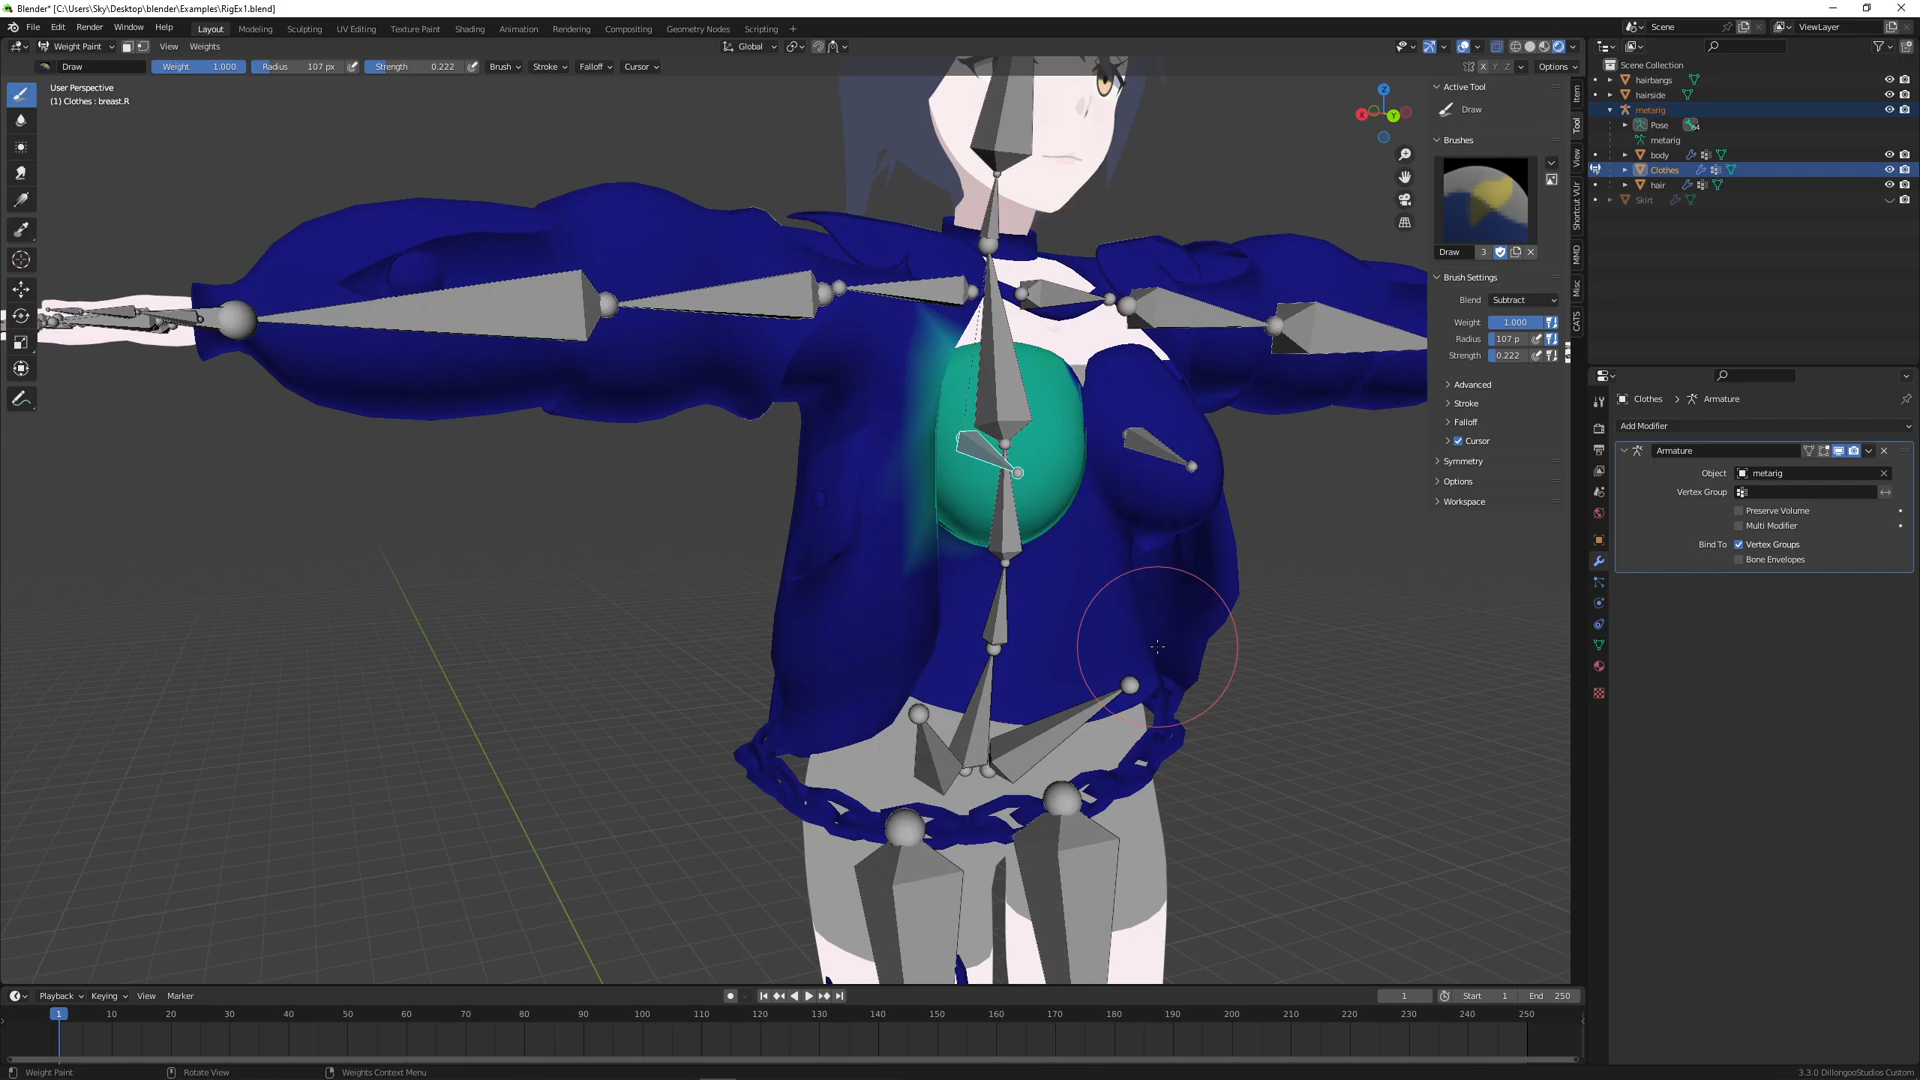 Blender* [C:\Users\Sky\Desktop\blender\Examples\RigEx1.blend]
File Edit Render Window Help Layout Modeling Sculpting UV Editing Texture Paint Shading Animation Rendering Compositing Geometry Nodes Scripting + Scene ViewLayer
Weight Paint View Weights Global
Draw Weight 1.000 Radius 107 px Strength 0.222 Brush Stroke Falloff Cursor X Y Z Options
User Perspective
(1) Clothes : breast.R
Z
X
Y
Active Tool
Draw
Brushes
Draw 3
Brush Settings
Blend Subtract
Weight 1.000
Radius 107 p
Strength 0.222
Advanced
Stroke
Falloff
Cursor
Symmetry
Options
Workspace
Item
Tool
View
Shortcut VUr
MMD
Misc
CATS
Scene Collection
hairbangs
hairside
metarig
Pose 64
metarig
body
Clothes
hair
Skirt
Clothes > Armature
Add Modifier
Armature
Object metarig
Vertex Group
Preserve Volume
Multi Modifier
Bind To Vertex Groups
Bone Envelopes
Playback Keying View Marker 1 Start 1 End 250
1 10 20 30 40 50 60 70 80 90 100 110 120 130 140 150 160 170 180 190 200 210 220 230 240 250
Weight Paint Rotate View Weights Context Menu 3.3.0 DillongooStudios Custom